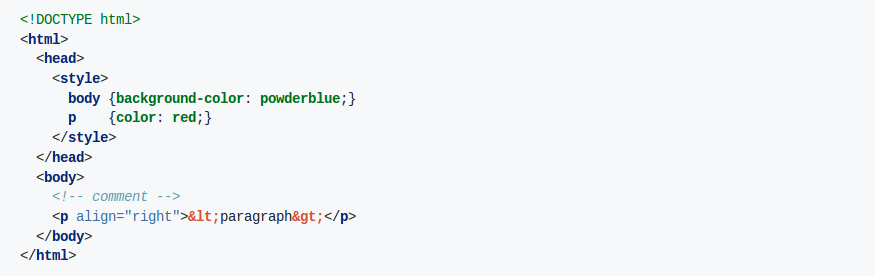 <!DOCTYPE html>
<html>
  <head>
    <style>
      body {background-color: powderblue;}
      p    {color: red;}
    </style>
  </head>
  <body>
    <!-- comment -->
    <p align="right">&lt;paragraph&gt;</p>
  </body>
</html>